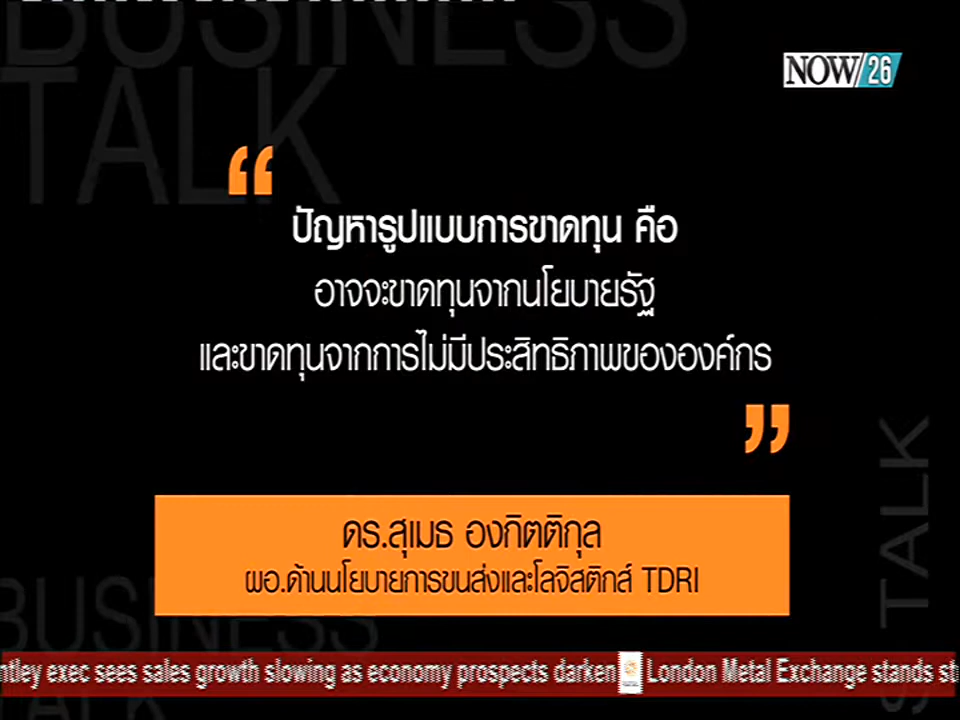 BUSINESS
TALK
NOW 26
“
ปัญหารูปแบบการขาดทุน คือ
อาจจะขาดทุนจากนโยบายรัฐ
และขาดทุนจากการไม่มีประสิทธิภาพขององค์กร
”
TALK
ดร.สุเมธ องกิตติกุล
ผอ.ด้านนโยบายการขนส่งและโลจิสติกส์ TDRI
BUSINESS
ntley exec sees sales growth slowing as economy prospects darken London Metal Exchange stands st
TALK